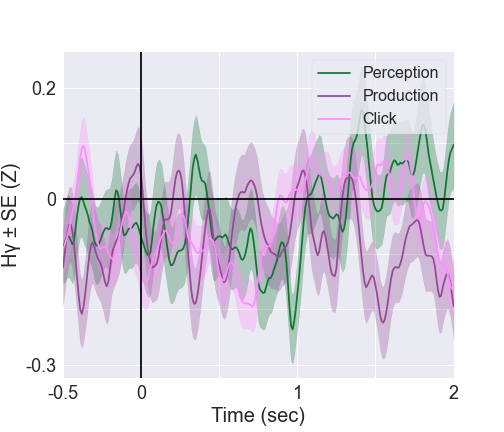 Perception
Production
Click
Hγ ± SE (Z)
0.2
0
-0.3
-0.5
0
1
2
Time (sec)